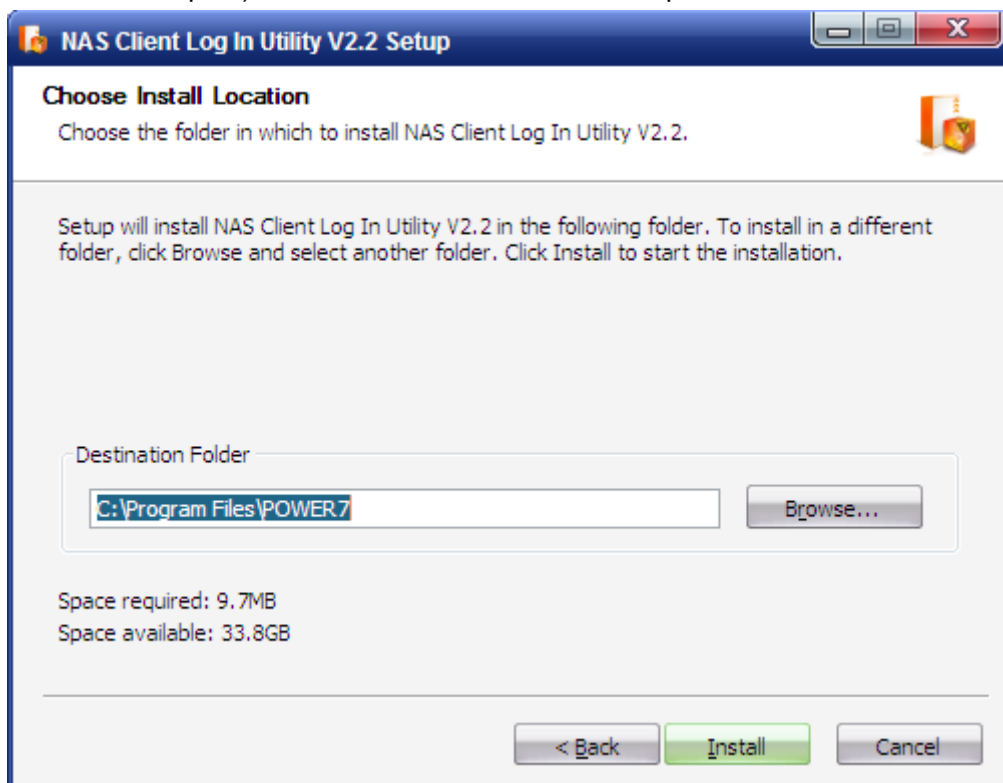 NAS Client Log In Utility V2.2 Setup
Choose Install Location
Choose the folder in which to install NAS Client Log In Utility V2.2.
Setup will install NAS Client Log In Utility V2.2 in the following folder. To install in a different
folder, click Browse and select another folder. Click Install to start the installation.
Destination Folder
C:\Program Files\POWER7
Browse...
Space required: 9.7MB
Space available: 33.8GB
< Back Install Cancel